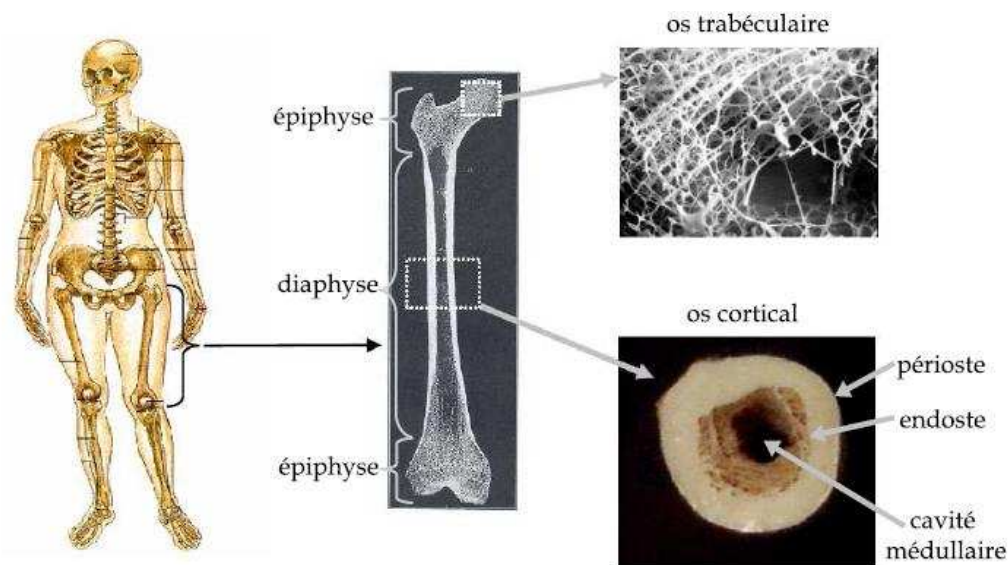 os trabéculaire
épiphyse
diaphyse
épiphyse
os cortical
périoste
endoste
cavité
médullaire